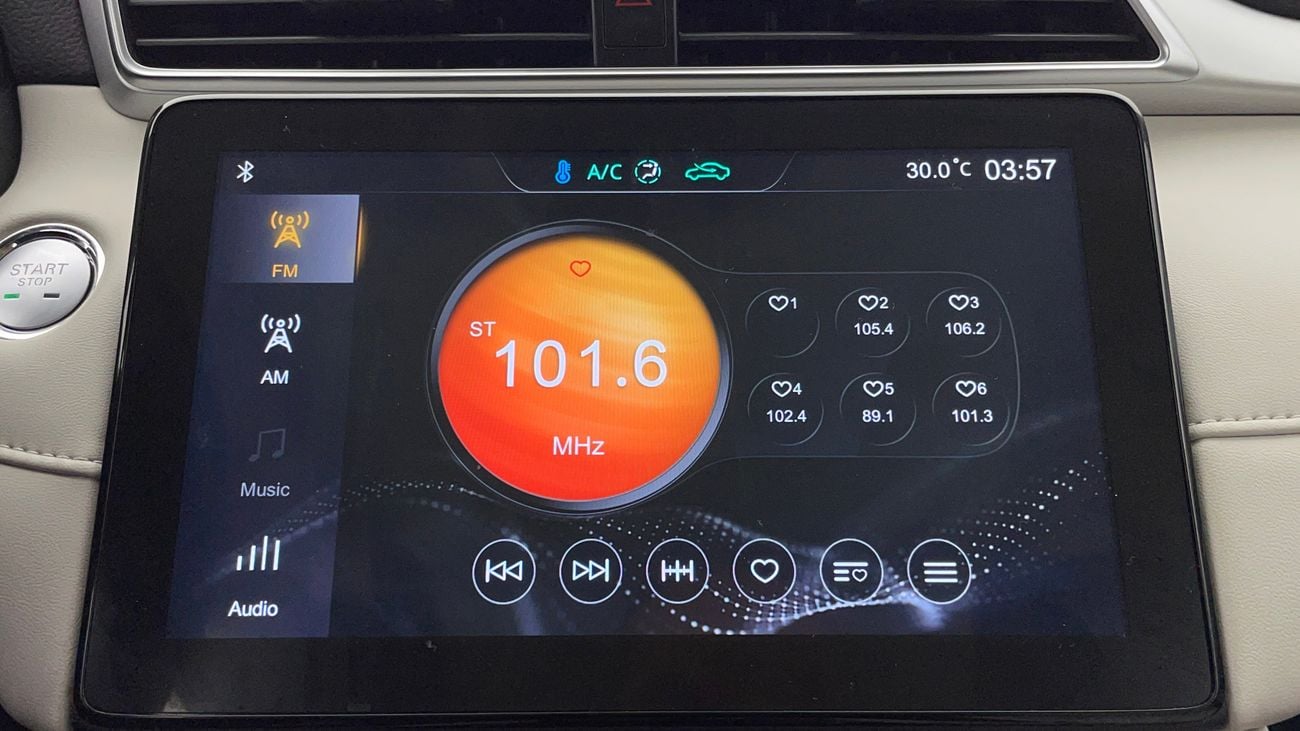 A/C
30.0°C 03:57
START
STOP
FM
AM
Music
Audio
ST
101.6
MHz
1
2
105.4
3
106.2
4
102.4
5
89.1
6
101.3